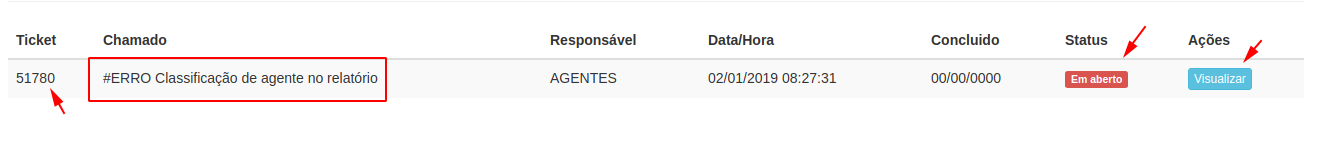 Ticket Chamado Responsável Data/Hora Concluido Status Ações
51780 #ERRO Classificação de agente no relatório AGENTES 02/01/2019 08:27:31 00/00/0000 Em aberto Visualizar